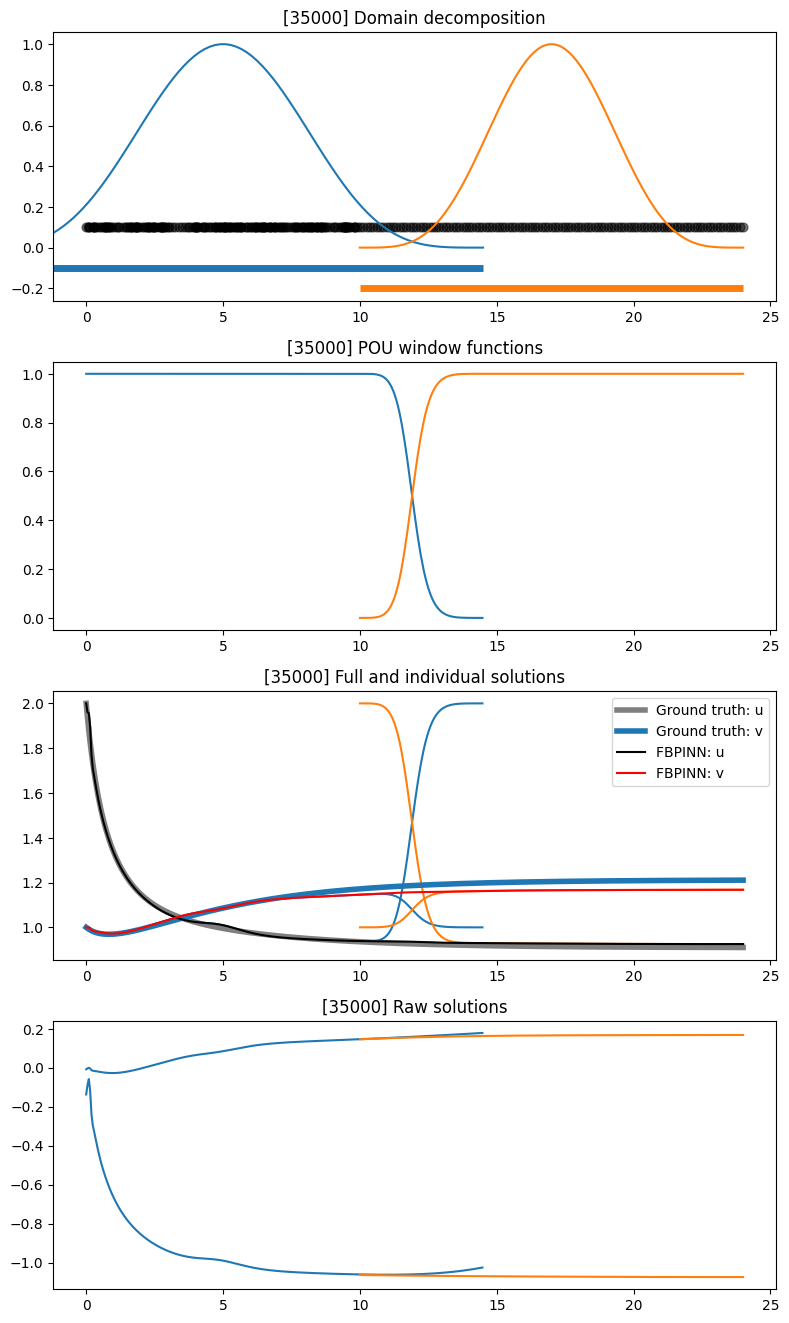 [35000] Domain decomposition
1.0
0.8
0.6
0.4
0.2
0.0
−0.2
0 5 10 15 20 25
[35000] POU window functions
1.0
0.8
0.6
0.4
0.2
0.0
0 5 10 15 20 25
[35000] Full and individual solutions
2.0
1.8
1.6
1.4
1.2
1.0
Ground truth: u
Ground truth: v
FBPINN: u
FBPINN: v
0 5 10 15 20 25
[35000] Raw solutions
0.2
0.0
−0.2
−0.4
−0.6
−0.8
−1.0
0 5 10 15 20 25